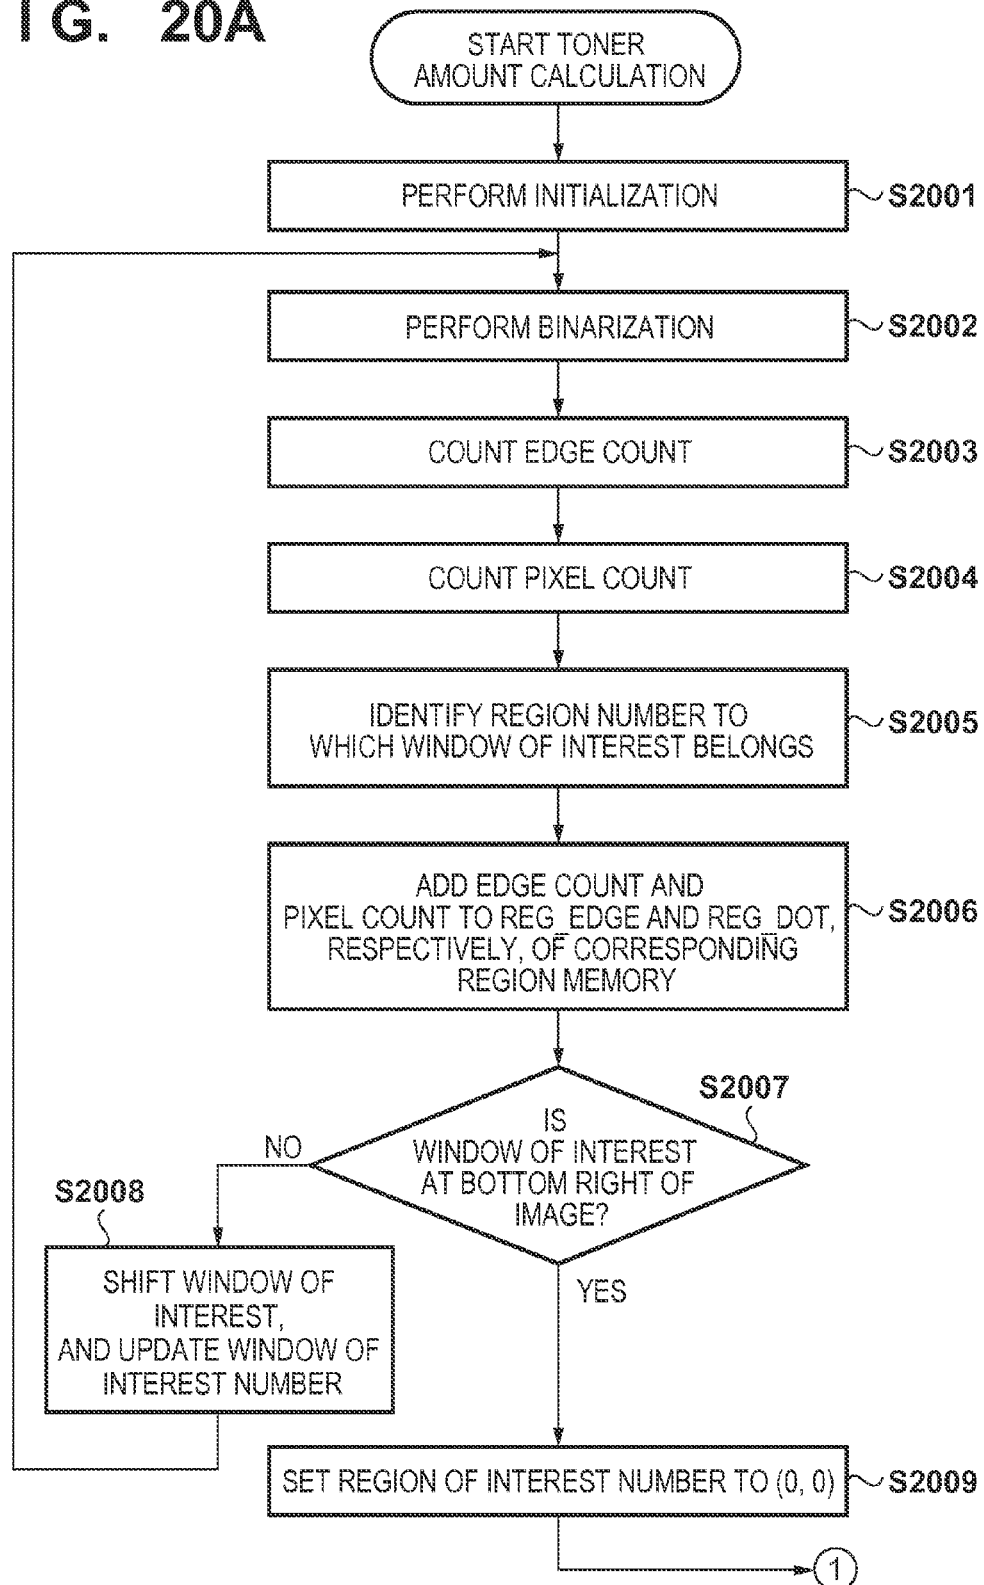 IG. 20A
START TONER
AMOUNT CALCULATION
PERFORM INITIALIZATION
S2001
PERFORM BINARIZATION
S2002
COUNT EDGE COUNT
S2003
COUNT PIXEL COUNT
S2004
IDENTIFY REGION NUMBER TO
WHICH WINDOW OF INTEREST BELONGS
S2005
ADD EDGE COUNT AND
PIXEL COUNT TO REG_EDGE AND REG_DOT,
RESPECTIVELY, OF CORRESPONDING
REGION MEMORY
S2006
S2007
IS
WINDOW OF INTEREST
AT BOTTOM RIGHT OF
IMAGE?
NO
YES
S2008
SHIFT WINDOW OF
INTEREST,
AND UPDATE WINDOW OF
INTEREST NUMBER
SET REGION OF INTEREST NUMBER TO (0, 0)
S2009
1